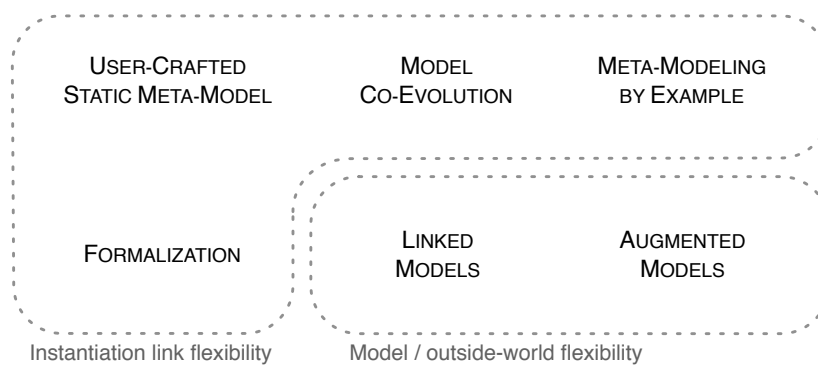 USER-CRAFTED
STATIC META-MODEL
MODEL
CO-EVOLUTION
META-MODELING
BY EXAMPLE
FORMALIZATION
LINKED
MODELS
AUGMENTED
MODELS
Instantiation link flexibility
Model / outside-world flexibility